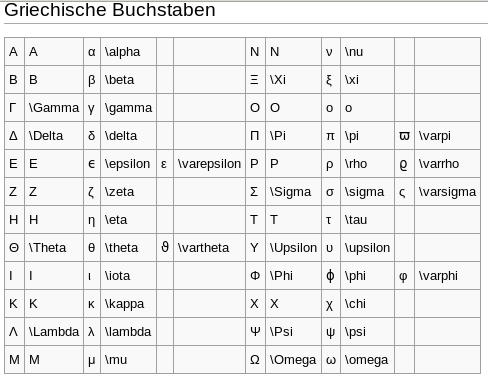 Griechische Buchstaben
Α A α \alpha Ν N ν \nu
Β B β \beta Ξ \Xi ξ \xi
Γ \Gamma γ \gamma Ο O ο o
Δ \Delta δ \delta Π \Pi π \pi ϖ \varpi
Ε E ϵ \epsilon ε \varepsilon Ρ P ρ \rho ϱ \varrho
Ζ Z ζ \zeta Σ \Sigma σ \sigma ς \varsigma
Η H η \eta Τ T τ \tau
Θ \Theta θ \theta ϑ \vartheta Υ \Upsilon υ \upsilon
Ι I ι \iota Φ \Phi ϕ \phi φ \varphi
Κ K κ \kappa Χ X χ \chi
Λ \Lambda λ \lambda Ψ \Psi ψ \psi
Μ M μ \mu Ω \Omega ω \omega